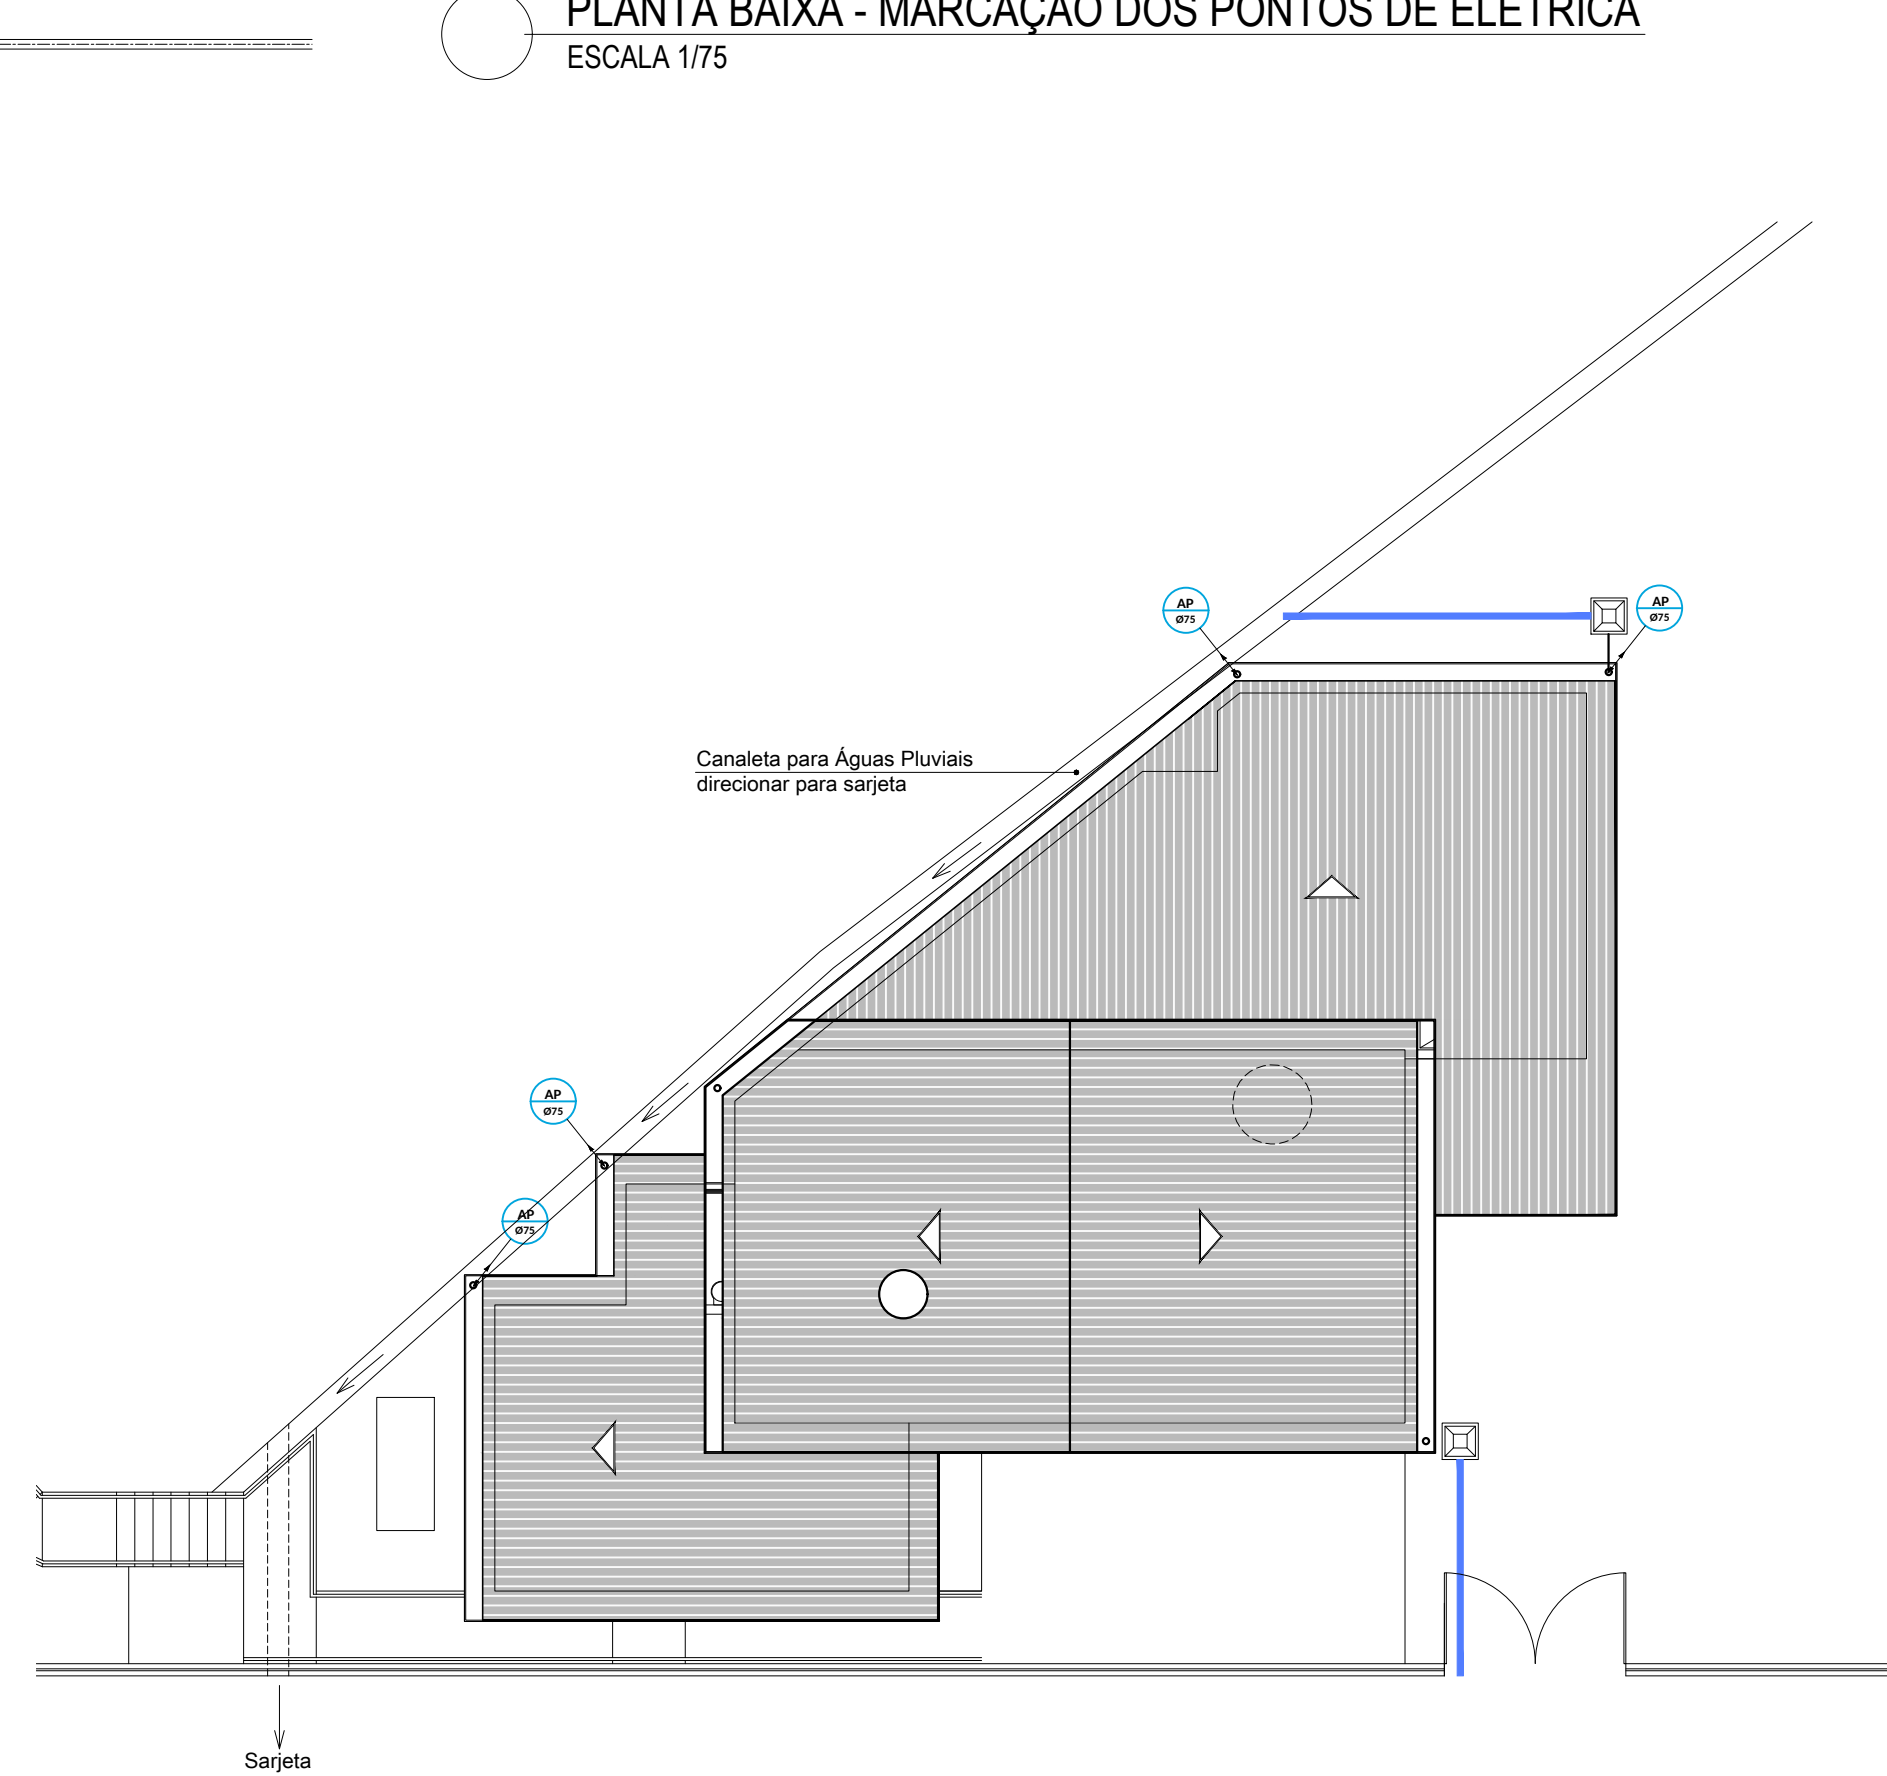 PLANTA BAIXA - MARCAÇÃO DOS PONTOS DE ELÉTRICA
ESCALA 1/75
AP
Ø75
AP
Ø75
Canaleta para Águas Pluviais
direcionar para sarjeta
AP
Ø75
AP
Ø75
Sarjeta